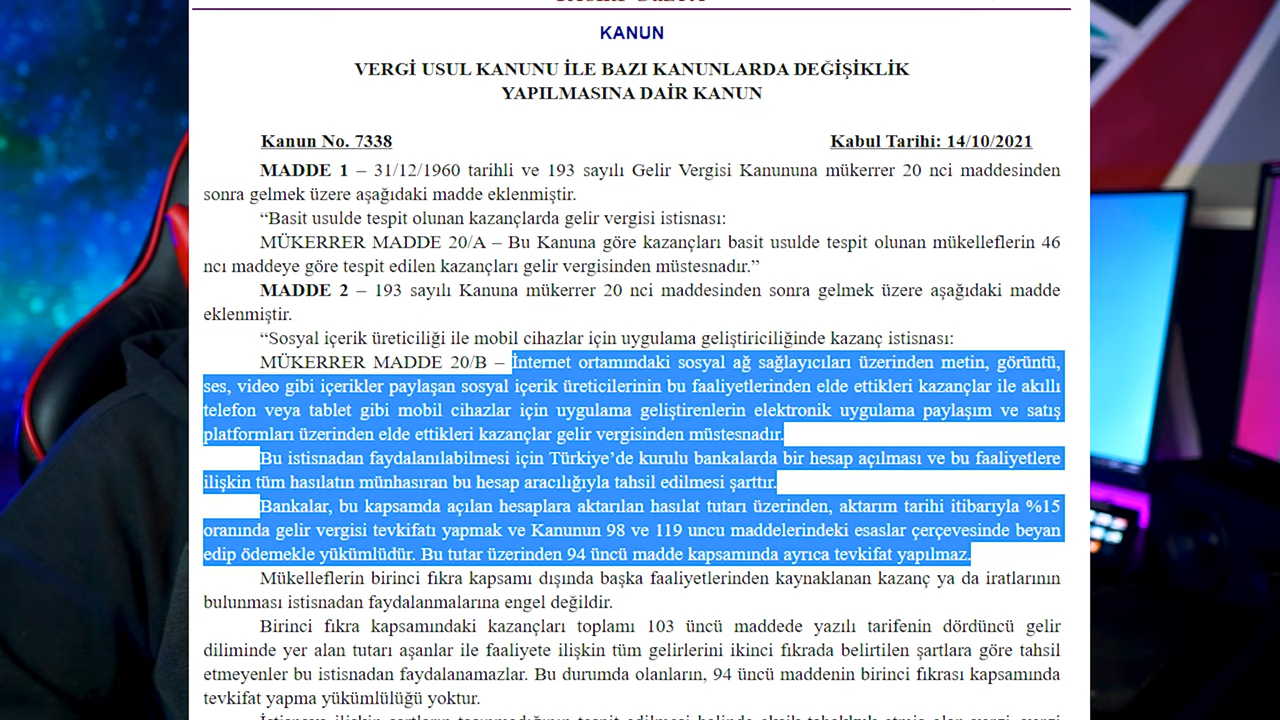 KANUN
VERGİ USUL KANUNU İLE BAZI KANUNLARDA DEĞİŞİKLİK
YAPILMASINA DAİR KANUN
Kanun No. 7338 Kabul Tarihi: 14/10/2021
MADDE 1 – 31/12/1960 tarihli ve 193 sayılı Gelir Vergisi Kanununa mükerrer 20 nci maddesinden
sonra gelmek üzere aşağıdaki madde eklenmiştir.
“Basit usulde tespit olunan kazançlarda gelir vergisi istisnası:
MÜKERRER MADDE 20/A – Bu Kanuna göre kazançları basit usulde tespit olunan mükelleflerin 46
ncı maddeye göre tespit edilen kazançları gelir vergisinden müstesnadır.”
MADDE 2 – 193 sayılı Kanuna mükerrer 20 nci maddesinden sonra gelmek üzere aşağıdaki madde
eklenmiştir.
“Sosyal içerik üreticiliği ile mobil cihazlar için uygulama geliştiriciliğinde kazanç istisnası:
MÜKERRER MADDE 20/B – İnternet ortamındaki sosyal ağ sağlayıcıları üzerinden metin, görüntü,
ses, video gibi içerikler paylaşan sosyal içerik üreticilerinin bu faaliyetlerinden elde ettikleri kazançlar ile akıllı
telefon veya tablet gibi mobil cihazlar için uygulama geliştirenlerin elektronik uygulama paylaşım ve satış
platformları üzerinden elde ettikleri kazançlar gelir vergisinden müstesnadır.
Bu istisnadan faydalanılabilmesi için Türkiye’de kurulu bankalarda bir hesap açılması ve bu faaliyetlere
ilişkin tüm hasılatın münhasıran bu hesap aracılığıyla tahsil edilmesi şarttır.
Bankalar, bu kapsamda açılan hesaplara aktarılan hasılat tutarı üzerinden, aktarım tarihi itibarıyla %15
oranında gelir vergisi tevkifatı yapmak ve Kanunun 98 ve 119 uncu maddelerindeki esaslar çerçevesinde beyan
edip ödemekle yükümlüdür. Bu tutar üzerinden 94 üncü madde kapsamında ayrıca tevkifat yapılmaz.
Mükelleflerin birinci fıkra kapsamı dışında başka faaliyetlerinden kaynaklanan kazanç ya da iratlarının
bulunması istisnadan faydalanmalarına engel değildir.
Birinci fıkra kapsamındaki kazançları toplamı 103 üncü maddede yazılı tarifenin dördüncü gelir
diliminde yer alan tutarı aşanlar ile faaliyete ilişkin tüm gelirlerini ikinci fıkrada belirtilen şartlara göre tahsil
etmeyenler bu istisnadan faydalanamazlar. Bu durumda olanların, 94 üncü maddenin birinci fıkrası kapsamında
tevkifat yapma yükümlülüğü yoktur.